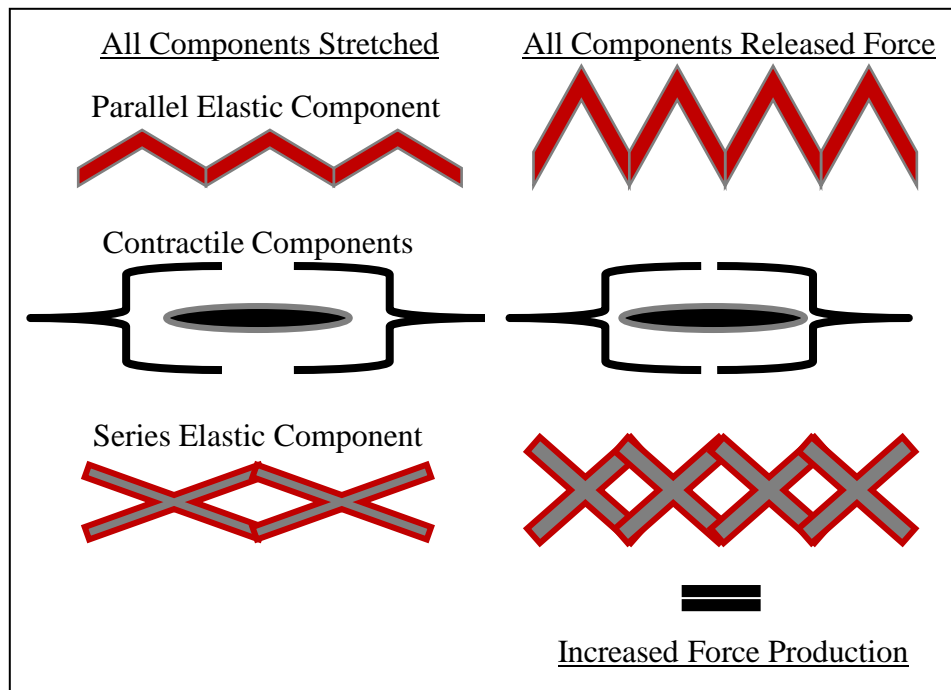 All Components Stretched
All Components Released Force
Parallel Elastic Component
Contractile Components
Series Elastic Component
Increased Force Production